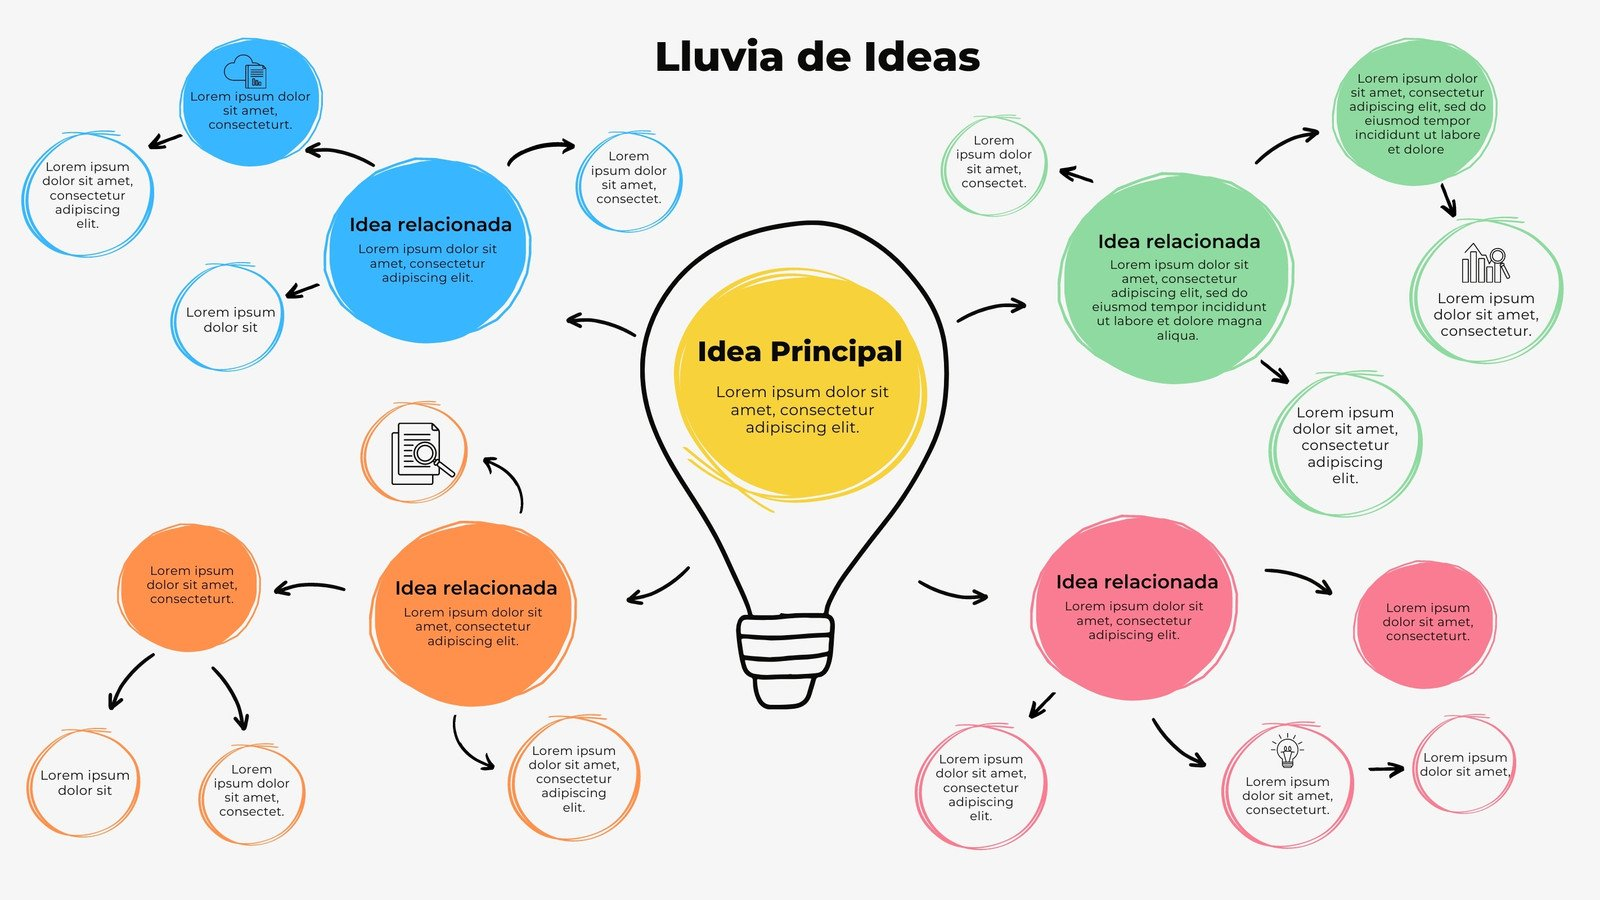 Lluvia de Ideas
Lorem ipsum dolor
sit amet,
consecteturt.
Lorem ipsum
dolor sit amet,
consectetur
adipiscing
elit.
Lorem
ipsum dolor
sit amet,
consectet.
Idea relacionada
Lorem ipsum dolor sit
amet, consectetur
adipiscing elit.
Lorem ipsum
dolor sit
Lorem
ipsum dolor
sit amet,
consectet.
Lorem ipsum dolor
sit amet, consectetur
adipiscing elit, sed do
eiusmod tempor
incididunt ut labore
et dolore
Idea relacionada
Lorem ipsum dolor sit
amet, consectetur
adipiscing elit, sed do
eiusmod tempor incididunt
ut labore et dolore magna
aliqua.
Lorem ipsum
dolor sit amet,
consectetur.
Lorem ipsum
dolor sit amet,
consectetur
adipiscing
elit.
Idea Principal
Lorem ipsum dolor sit
amet, consectetur
adipiscing elit.
Lorem ipsum
dolor sit amet,
consecteturt.
Idea relacionada
Lorem ipsum dolor sit
amet, consectetur
adipiscing elit.
Lorem ipsum
dolor sit
Lorem
ipsum dolor
sit amet,
consectet.
Lorem ipsum
dolor sit amet,
consectetur
adipiscing
elit.
Idea relacionada
Lorem ipsum dolor sit
amet, consectetur
adipiscing elit.
Lorem ipsum
dolor sit amet,
consecteturt.
Lorem ipsum
dolor sit amet,
consectetur
adipiscing
elit.
Lorem ipsum
dolor sit amet,
consecteturt.
Lorem ipsum
dolor sit amet,